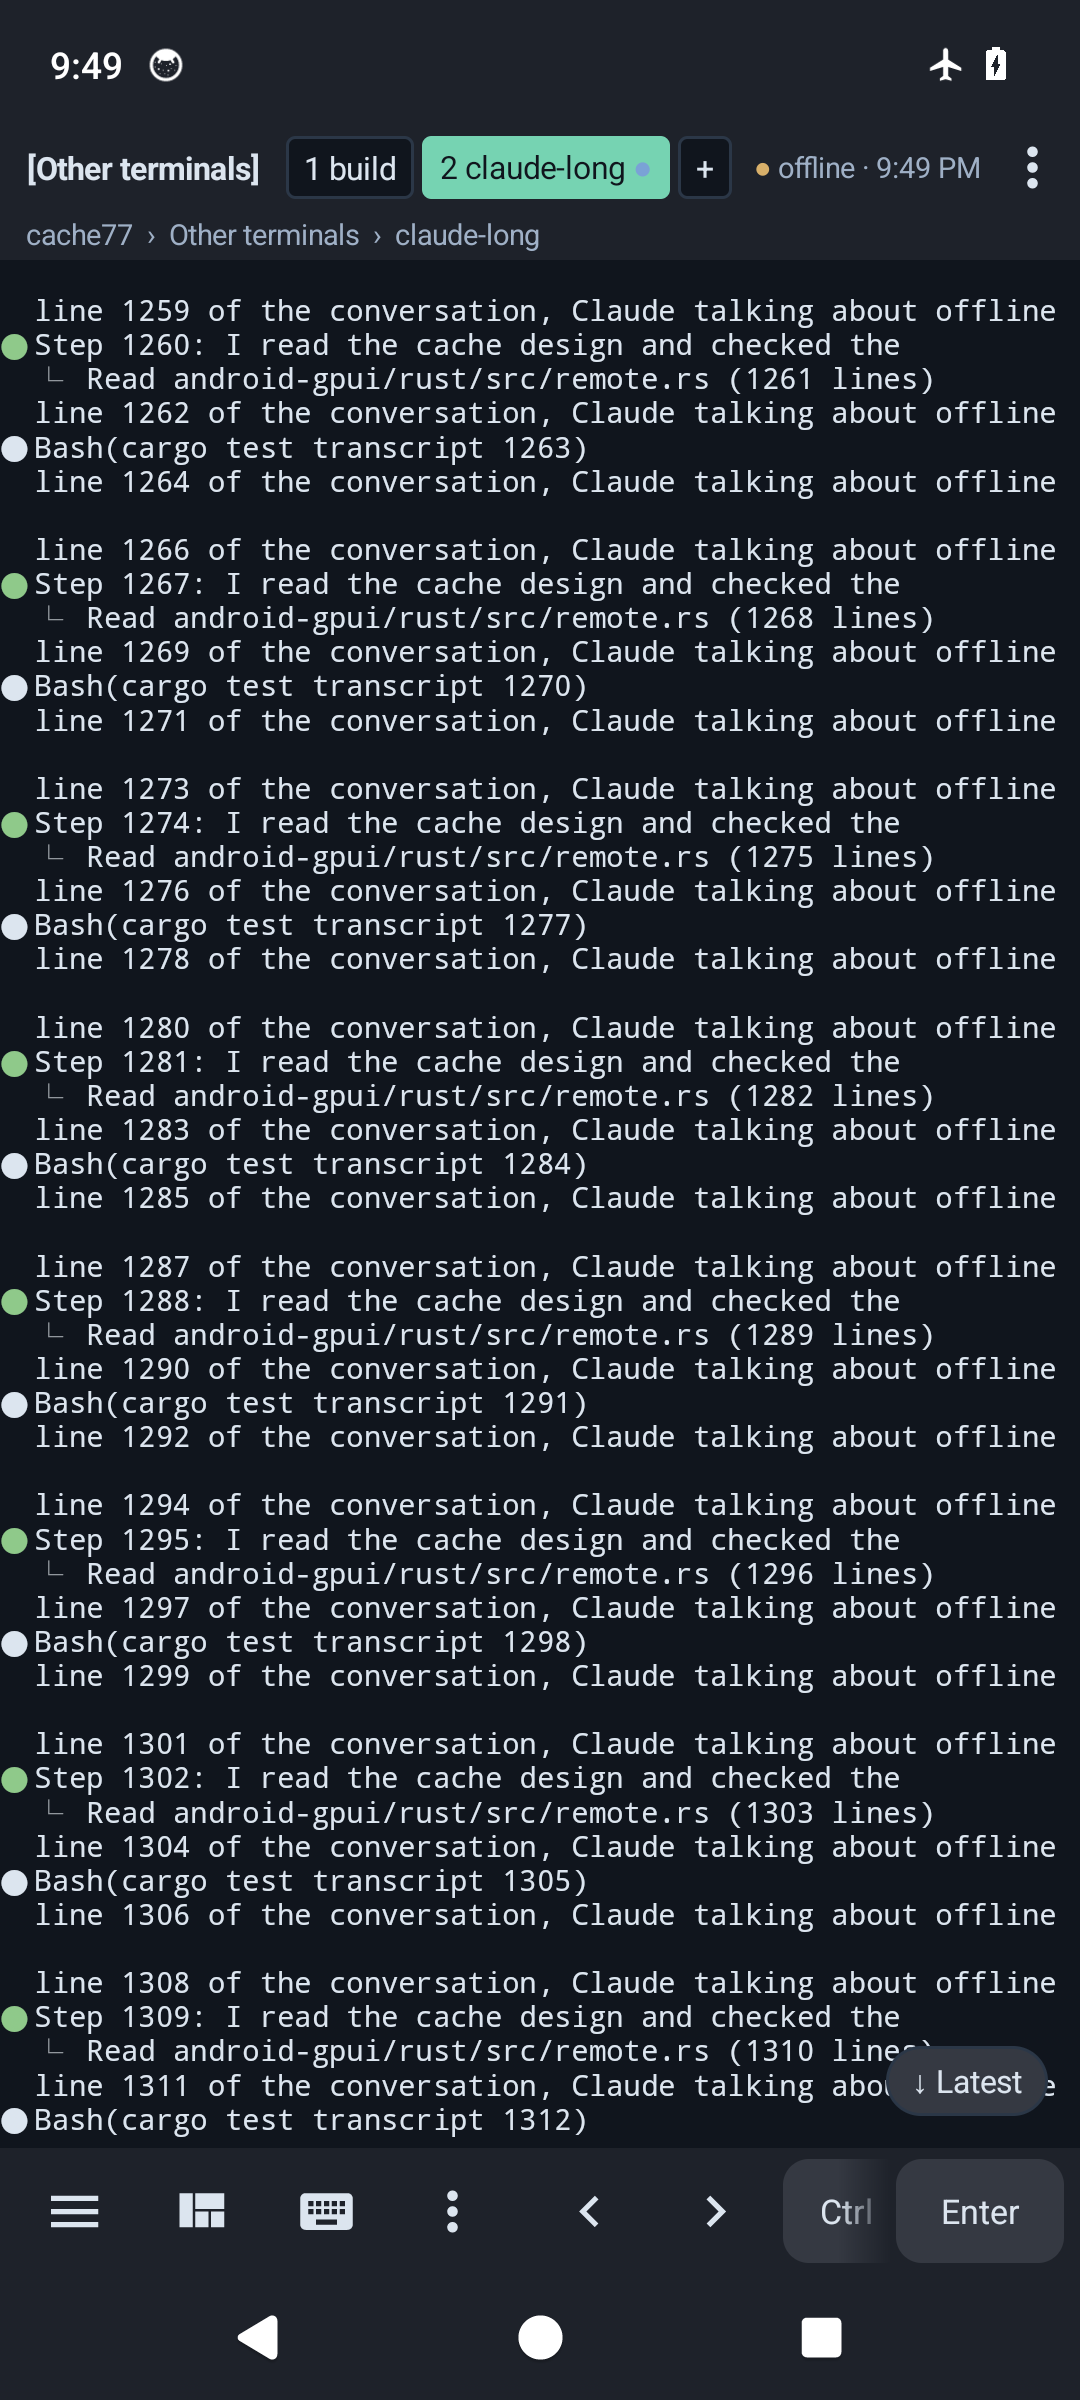 9:49
[Other terminals] 1 build 2 claude-long + offline · 9:49 PM
cache77 › Other terminals › claude-long
line 1259 of the conversation, Claude talking about offline
Step 1260: I read the cache design and checked the
└ Read android-gpui/rust/src/remote.rs (1261 lines)
line 1262 of the conversation, Claude talking about offline
Bash(cargo test transcript 1263)
line 1264 of the conversation, Claude talking about offline
line 1266 of the conversation, Claude talking about offline
Step 1267: I read the cache design and checked the
└ Read android-gpui/rust/src/remote.rs (1268 lines)
line 1269 of the conversation, Claude talking about offline
Bash(cargo test transcript 1270)
line 1271 of the conversation, Claude talking about offline
line 1273 of the conversation, Claude talking about offline
Step 1274: I read the cache design and checked the
└ Read android-gpui/rust/src/remote.rs (1275 lines)
line 1276 of the conversation, Claude talking about offline
Bash(cargo test transcript 1277)
line 1278 of the conversation, Claude talking about offline
line 1280 of the conversation, Claude talking about offline
Step 1281: I read the cache design and checked the
└ Read android-gpui/rust/src/remote.rs (1282 lines)
line 1283 of the conversation, Claude talking about offline
Bash(cargo test transcript 1284)
line 1285 of the conversation, Claude talking about offline
line 1287 of the conversation, Claude talking about offline
Step 1288: I read the cache design and checked the
└ Read android-gpui/rust/src/remote.rs (1289 lines)
line 1290 of the conversation, Claude talking about offline
Bash(cargo test transcript 1291)
line 1292 of the conversation, Claude talking about offline
line 1294 of the conversation, Claude talking about offline
Step 1295: I read the cache design and checked the
└ Read android-gpui/rust/src/remote.rs (1296 lines)
line 1297 of the conversation, Claude talking about offline
Bash(cargo test transcript 1298)
line 1299 of the conversation, Claude talking about offline
line 1301 of the conversation, Claude talking about offline
Step 1302: I read the cache design and checked the
└ Read android-gpui/rust/src/remote.rs (1303 lines)
line 1304 of the conversation, Claude talking about offline
Bash(cargo test transcript 1305)
line 1306 of the conversation, Claude talking about offline
line 1308 of the conversation, Claude talking about offline
Step 1309: I read the cache design and checked the
└ Read android-gpui/rust/src/remote.rs (1310 lines)
line 1311 of the conversation, Claude talking
↓ Latest
Bash(cargo test transcript 1312)
Ctrl Enter